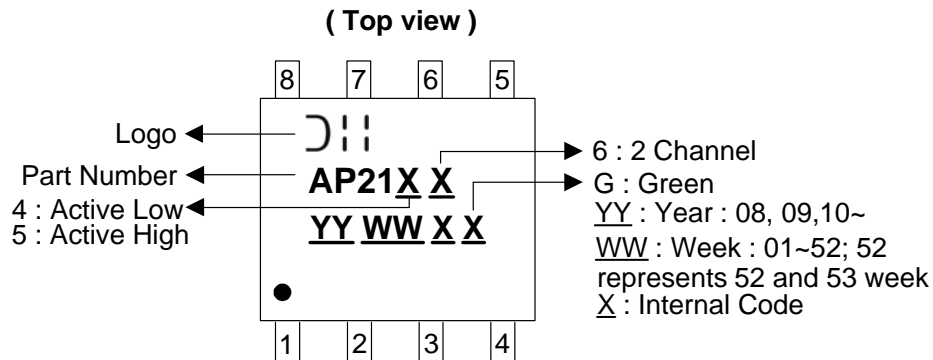 ( Top view )
8 7 6 5
Logo
Part Number
4 : Active Low
5 : Active High
AP21X X
YY WW X X
6 : 2 Channel
G : Green
YY : Year : 08, 09,10~
WW : Week : 01~52; 52
represents 52 and 53 week
X : Internal Code
1 2 3 4